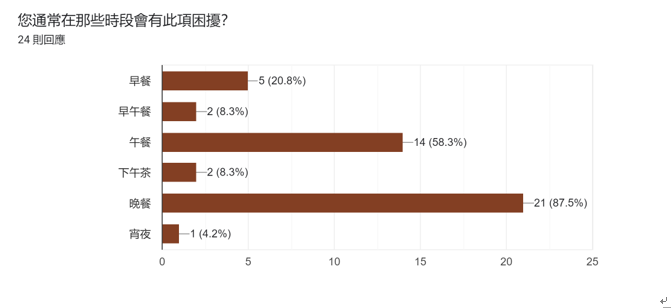 您通常在那些時段會有此項困擾?
24 則回應
早餐 5 (20.8%)
早午餐 2 (8.3%)
午餐 14 (58.3%)
下午茶 2 (8.3%)
晚餐 21 (87.5%)
宵夜 1 (4.2%)
0 5 10 15 20 25